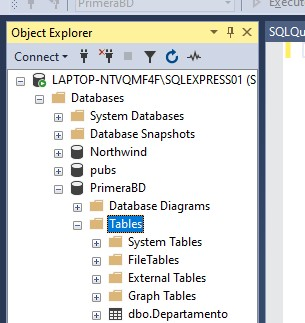 PrimeraBD
Execu
Object Explorer
SQLQu
Connect
LAPTOP-NTVQMF4F\SQLEXPRESS01 (S
Databases
System Databases
Database Snapshots
Northwind
pubs
PrimeraBD
Database Diagrams
Tables
System Tables
FileTables
External Tables
Graph Tables
dbo.Departamento